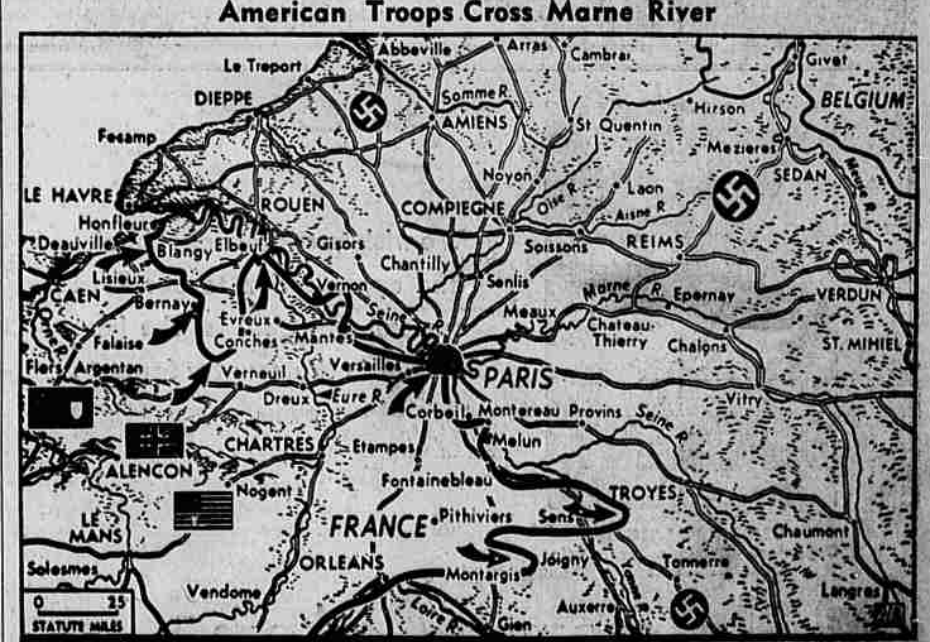 American Troops Cross Marne River
Abbeville
Arras
Cambrai
Givet
Le Treport
DIEPPE
Somme R.
Hirson
BELGIUM
AMIENS
St Quentin
Fecamp
Mezieres
SEDAN
Noyon
Laon
Meuse R.
LE HAVRE
ROUEN
COMPIEGNE
Oise R.
Aisne R.
Honfleur
Deauville
Blangy
Elbeuf
Gisors
Soissons
REIMS
Lisieux
Chantilly
Senlis
CAEN
Bernay
Vernon
Marne R.
Epernay
VERDUN
Orne R.
Evreux
Seine R.
Meaux
Chateau-
Thierry
Falaise
Conches
Mantes
Chalons
ST. MIHIEL
Flers
Argentan
Verneuil
Versailles
PARIS
Dreux
Eure R.
Vitry
Corbeil
Montereau
Provins
Seine R.
CHARTRES
Etampes
Melun
ALENCON
Nogent
Fontainebleau
TROYES
LE
MANS
FRANCE
Pithiviers
Sens
Chaumont
Solesmes
ORLEANS
Joigny
Tonnerre
Montargis
Vendome
Yonne
Langres
0 25
STATUTE MILES
Loire R.
Gien
Auxerre